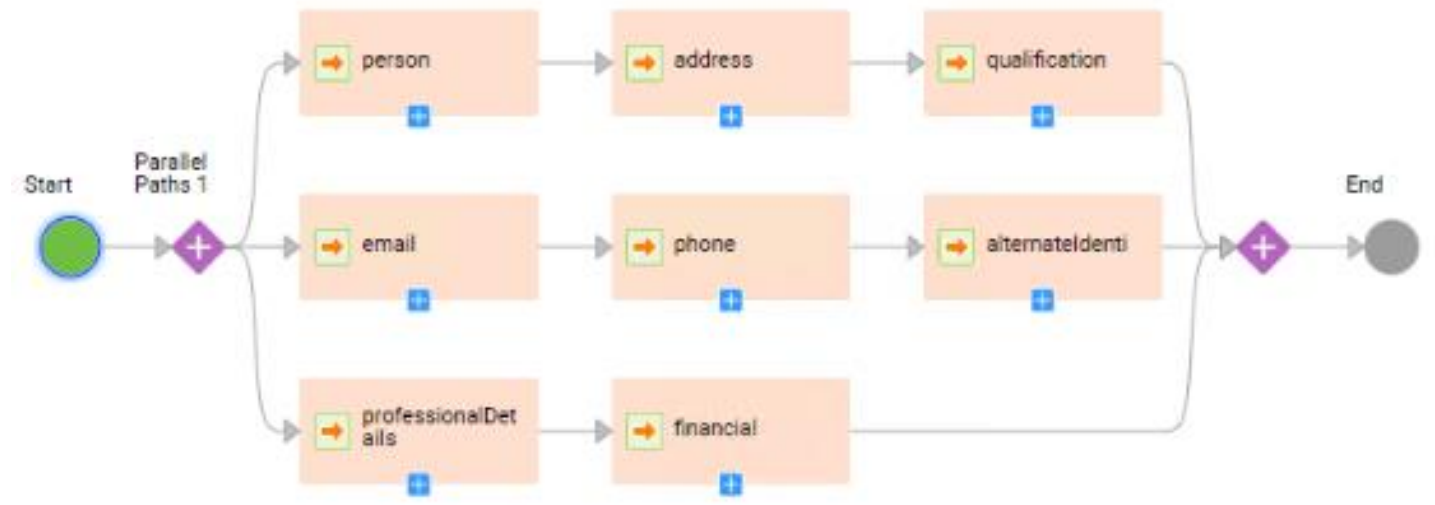 person
address
qualification
Parallel
Paths 1
Start
End
email
phone
alternateIdenti
professionalDet
ails
financial